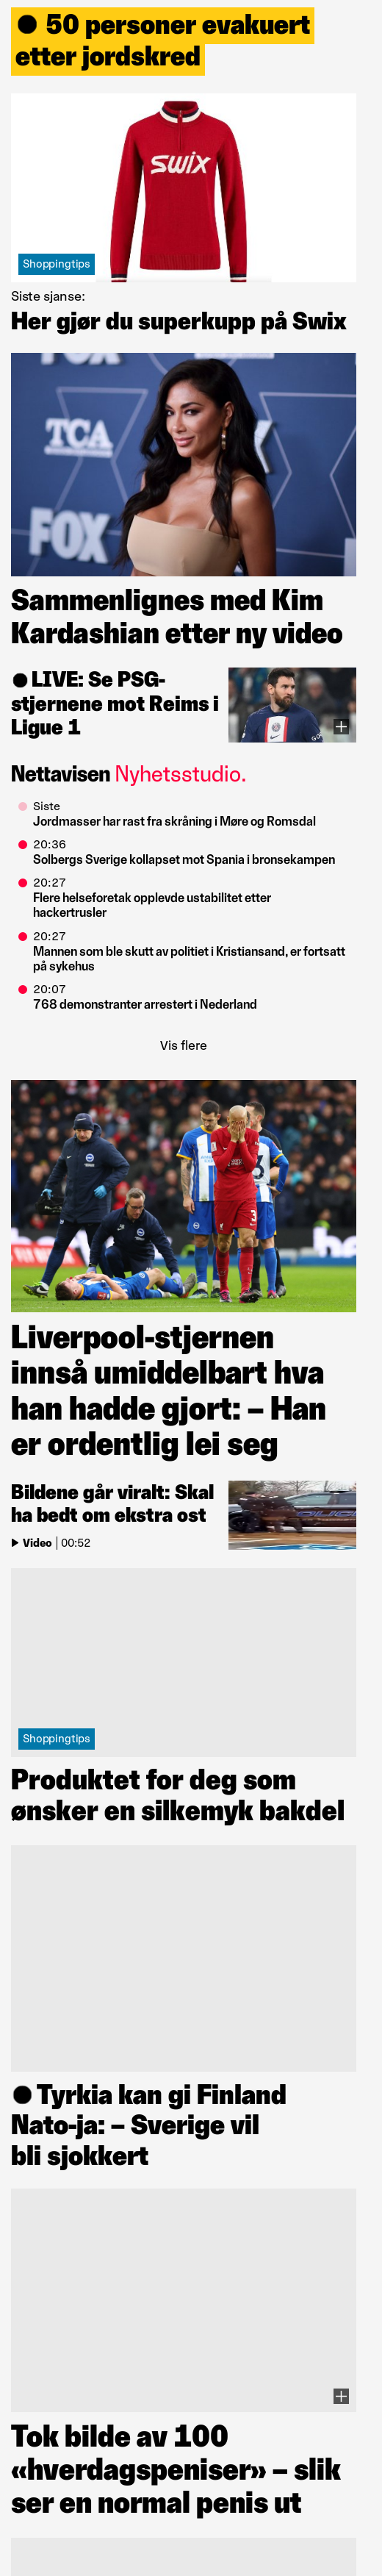 ● 50 personer evakuert
etter jordskred
SWIX
Shoppingtips
Siste sjanse:
Her gjør du superkupp på Swix
FOX
TCA
FOX
Sammenlignes med Kim
Kardashian etter ny video
● LIVE: Se PSG-
stjernene mot Reims i
Ligue 1
Nettavisen Nyhetsstudio.
Siste
Jordmasser har rast fra skråning i Møre og Romsdal
20:36
Solbergs Sverige kollapset mot Spania i bronsekampen
20:27
Flere helseforetak opplevde ustabilitet etter
hackertrusler
20:27
Mannen som ble skutt av politiet i Kristiansand, er fortsatt
på sykehus
20:07
768 demonstranter arrestert i Nederland
Vis flere
3
Liverpool-stjernen
innså umiddelbart hva
han hadde gjort: – Han
er ordentlig lei seg
Bildene går viralt: Skal
ha bedt om ekstra ost
Video | 00:52
Shoppingtips
Produktet for deg som
ønsker en silkemyk bakdel
● Tyrkia kan gi Finland
Nato-ja: – Sverige vil
bli sjokkert
Tok bilde av 100
«hverdagspeniser» – slik
ser en normal penis ut